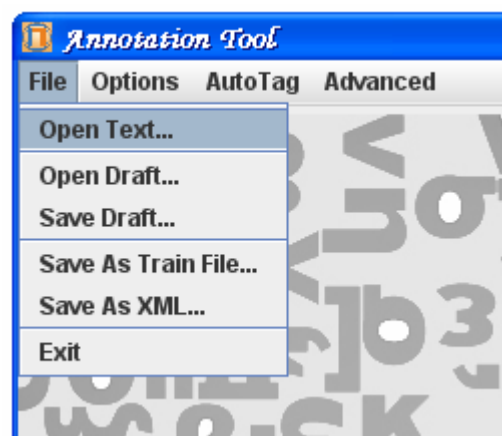 Annotation Tool
File Options AutoTag Advanced
Open Text...
Open Draft...
Save Draft...
Save As Train File...
Save As XML...
Exit